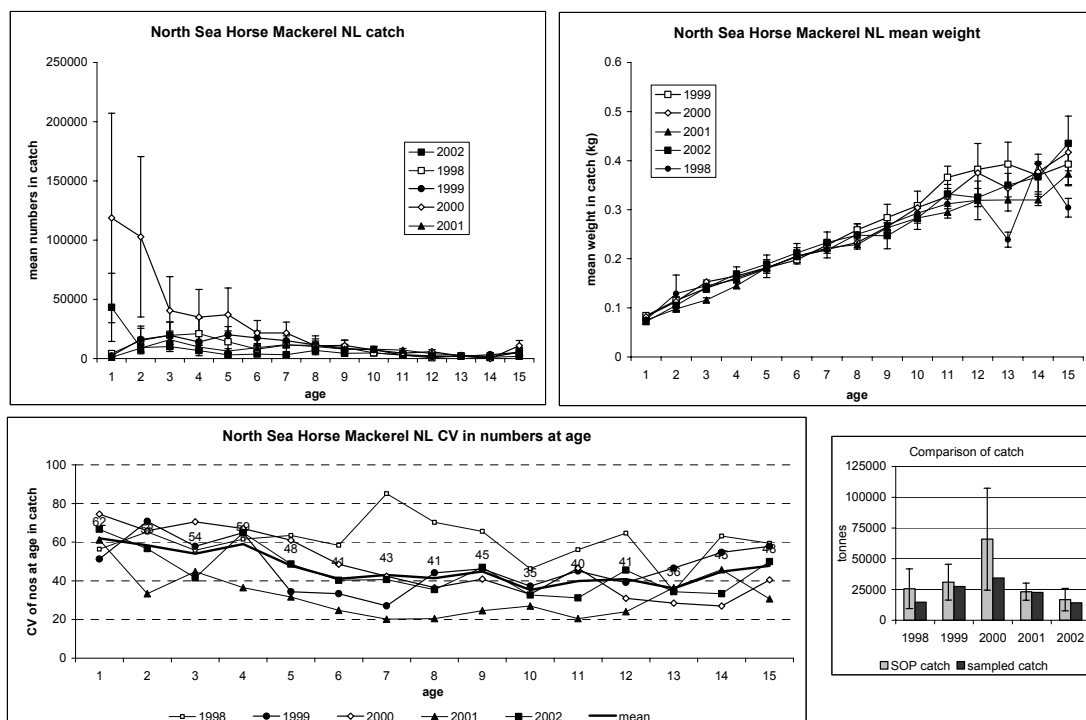 North Sea Horse Mackerel NL catch
250000
200000
150000
100000
50000
0
mean numbers in catch
2002
1998
1999
2000
2001
1 2 3 4 5 6 7 8 9 10 11 12 13 14 15
age
North Sea Horse Mackerel NL mean weight
0.6
0.5
0.4
0.3
0.2
0.1
0
mean weight in catch (kg)
1999
2000
2001
2002
1998
1 2 3 4 5 6 7 8 9 10 11 12 13 14 15
age
North Sea Horse Mackerel NL CV in numbers at age
100
80
60
40
20
0
CV of nos at age in catch
62 54 59 48 41 43 41 45 35 40 41 36 45 48
1 2 3 4 5 6 7 8 9 10 11 12 13 14 15
age
1998 1999 2000 2001 2002 mean
Comparison of catch
125000
100000
75000
50000
25000
0
tonnes
1998 1999 2000 2001 2002
SOP catch sampled catch